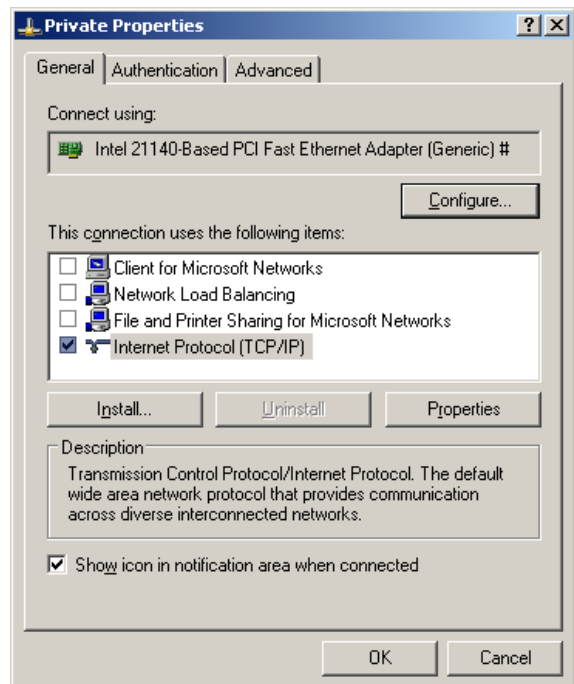 Private Properties
General Authentication Advanced
Connect using:
Intel 21140-Based PCI Fast Ethernet Adapter (Generic) #
Configure...
This connection uses the following items:
Client for Microsoft Networks
Network Load Balancing
File and Printer Sharing for Microsoft Networks
Internet Protocol (TCP/IP)
Install... Uninstall Properties
Description
Transmission Control Protocol/Internet Protocol. The default
wide area network protocol that provides communication
across diverse interconnected networks.
Show icon in notification area when connected
OK Cancel